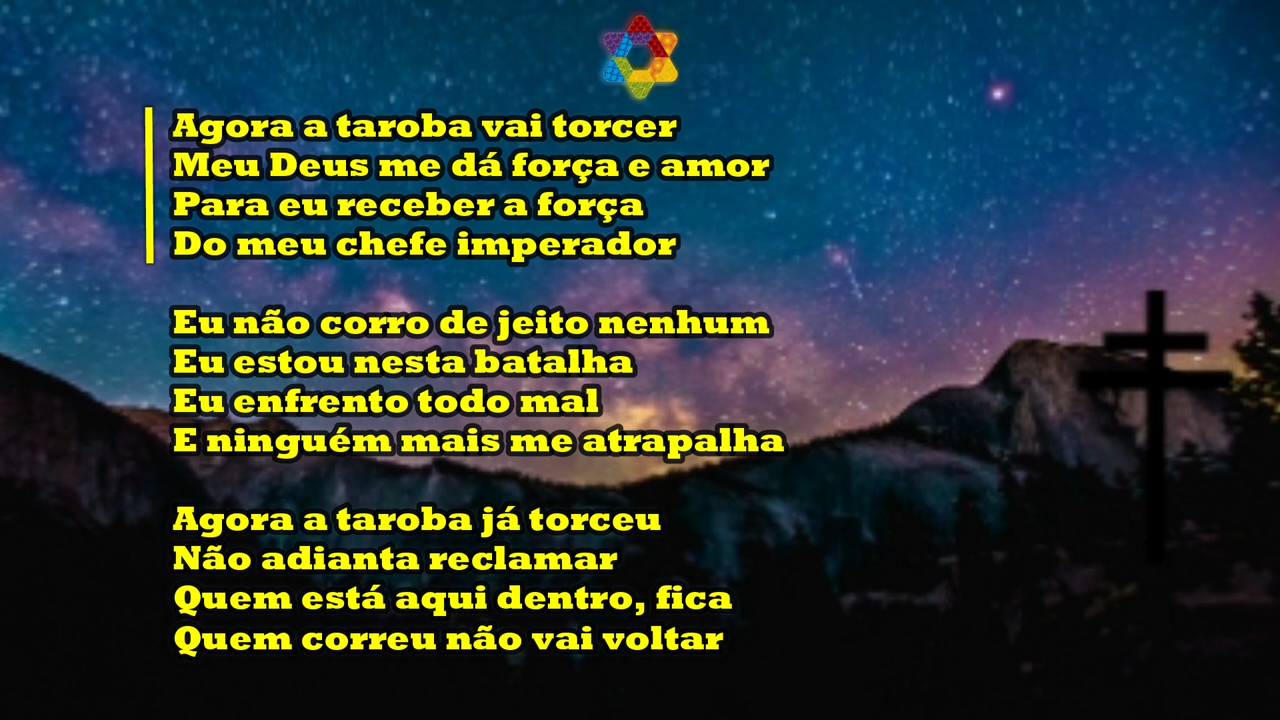 Agora a taroba vai torcer
Meu Deus me dá força e amor
Para eu receber a força
Do meu chefe imperador
Eu não corro de jeito nenhum
Eu estou nesta batalha
Eu enfrento todo mal
E ninguém mais me atrapalha
Agora a taroba já torceu
Não adianta reclamar
Quem está aqui dentro, fica
Quem correu não vai voltar